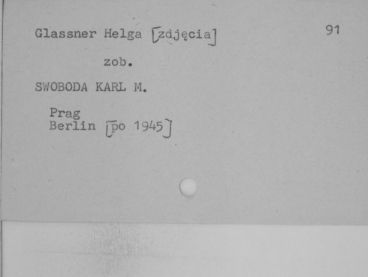 Glassner Helga [zdjęcia] 91
zob.
SWOBODA KARL M.
Prag
Berlin [po 1945]